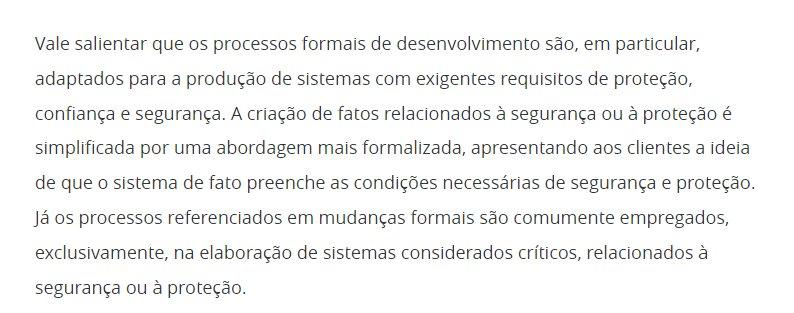 Vale salientar que os processos formais de desenvolvimento são, em particular,
adaptados para a produção de sistemas com exigentes requisitos de proteção,
confiança e segurança. A criação de fatos relacionados à segurança ou à proteção é
simplificada por uma abordagem mais formalizada, apresentando aos clientes a ideia
de que o sistema de fato preenche as condições necessárias de segurança e proteção.
Já os processos referenciados em mudanças formais são comumente empregados,
exclusivamente, na elaboração de sistemas considerados críticos, relacionados à
segurança ou à proteção.